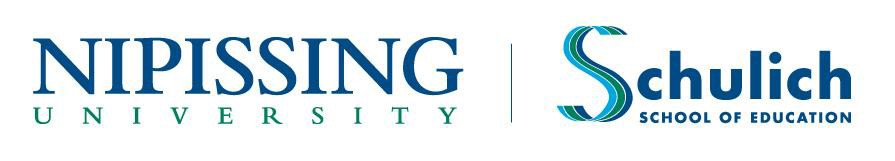 NIPISSING
UNIVERSITY
Schulich
SCHOOL OF EDUCATION